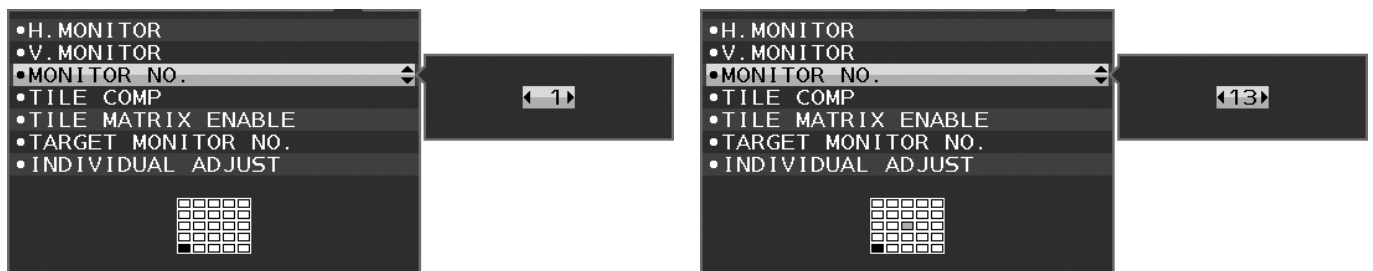 •H.MONITOR
•V.MONITOR
•MONITOR NO.
•TILE COMP
•TILE MATRIX ENABLE
•TARGET MONITOR NO.
•INDIVIDUAL ADJUST
1
•H.MONITOR
•V.MONITOR
•MONITOR NO.
•TILE COMP
•TILE MATRIX ENABLE
•TARGET MONITOR NO.
•INDIVIDUAL ADJUST
13